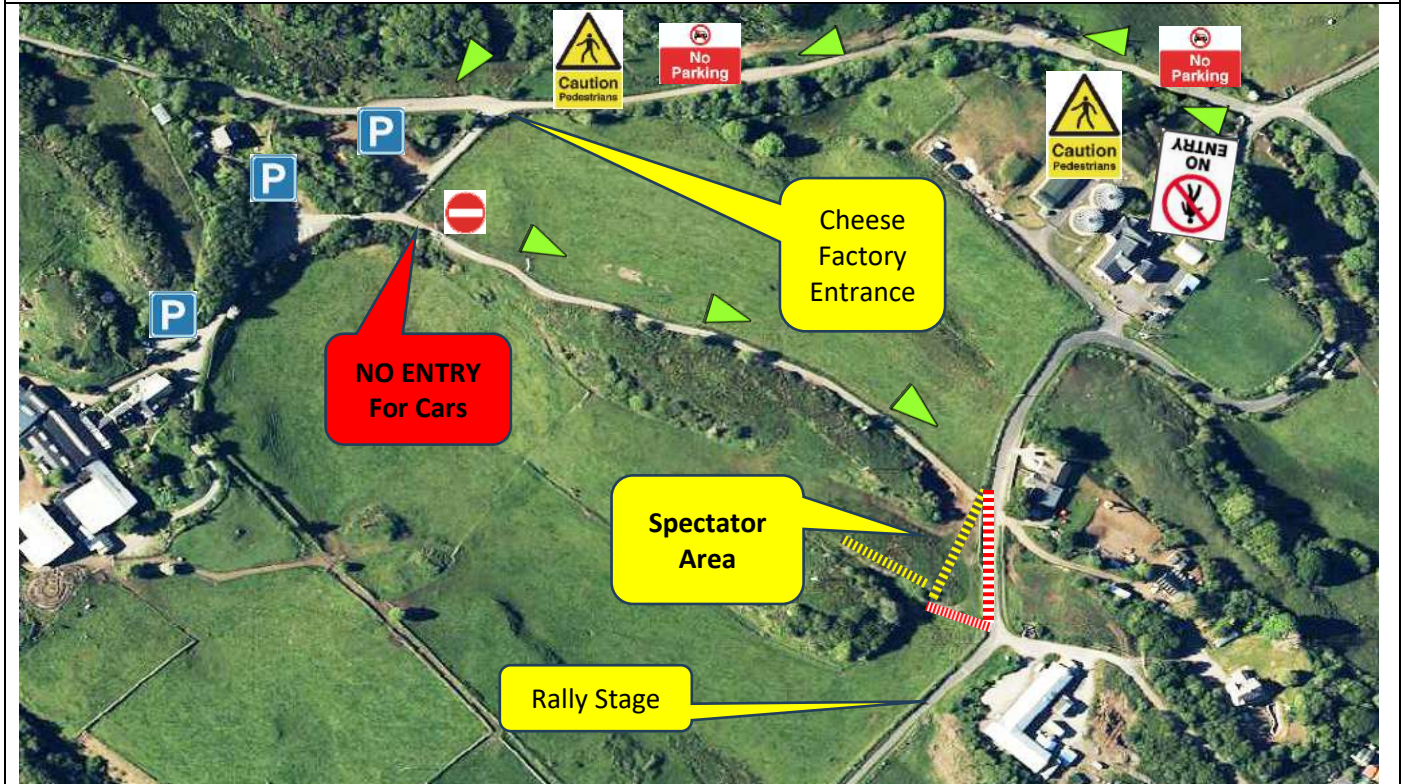 Caution
Pedestrians
No
Parking
No
Parking
P
Caution
Pedestrians
P
NO
ENTRY
Cheese
Factory
Entrance
P
NO ENTRY
For Cars
Spectator
Area
Rally Stage